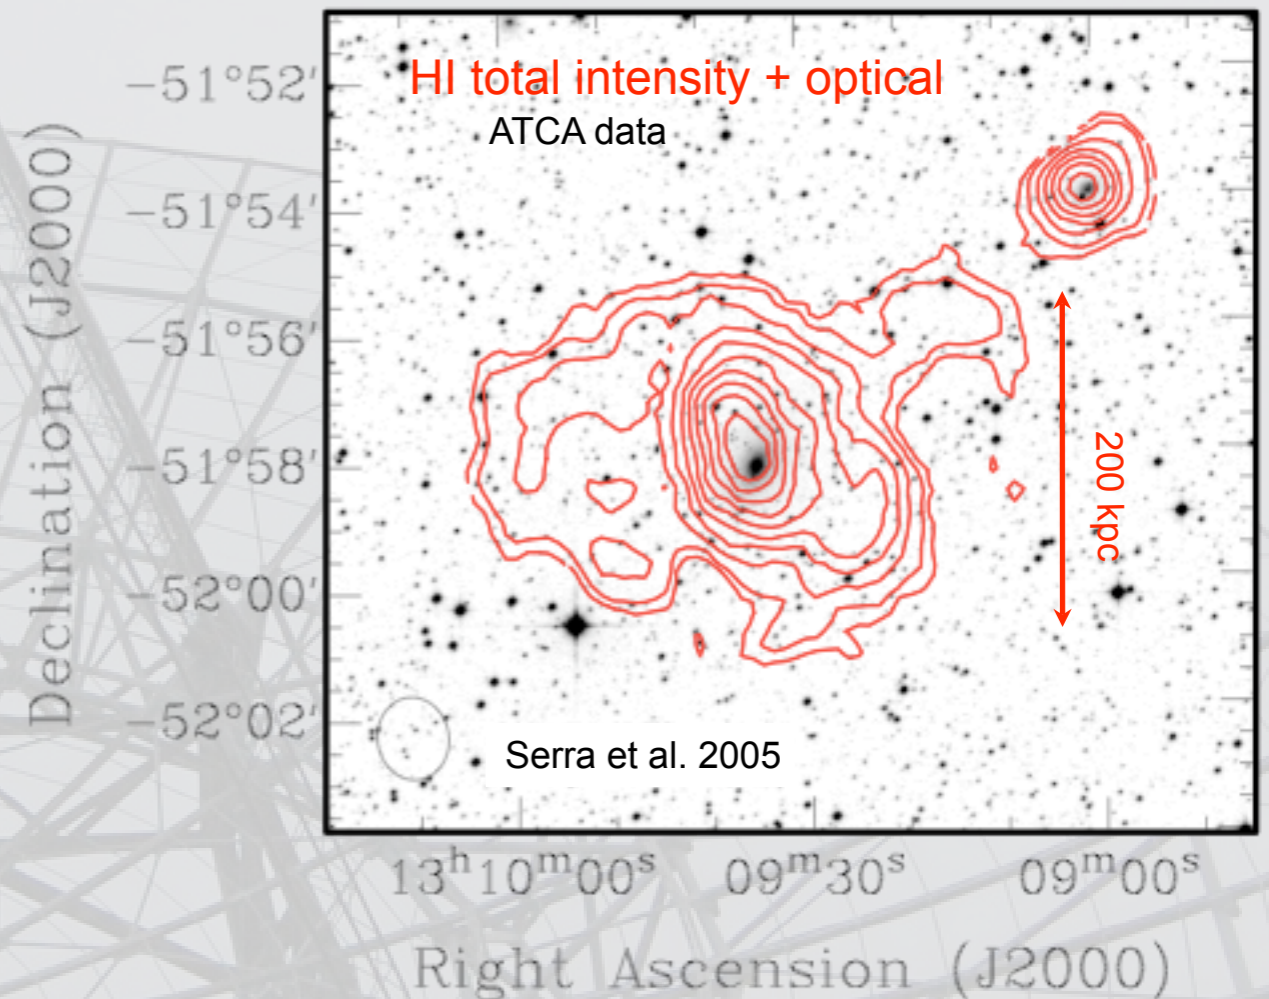 HI total intensity + optical
ATCA data
−51°52′
−51°54′
−51°56′
−51°58′
−52°00′
−52°02′
Declination (J2000)
200 kpc
Serra et al. 2005
13ʰ10ᵐ00ˢ 09ᵐ30ˢ 09ᵐ00ˢ
Right Ascension (J2000)